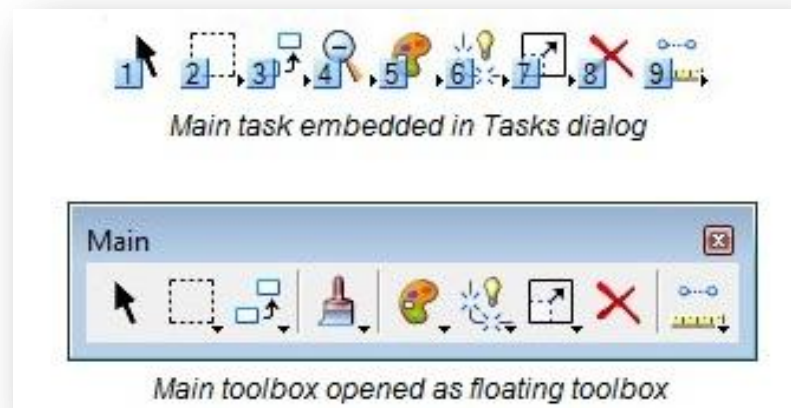 1 2 3 4 5 6 7 8 9
Main task embedded in Tasks dialog
Main
Main toolbox opened as floating toolbox